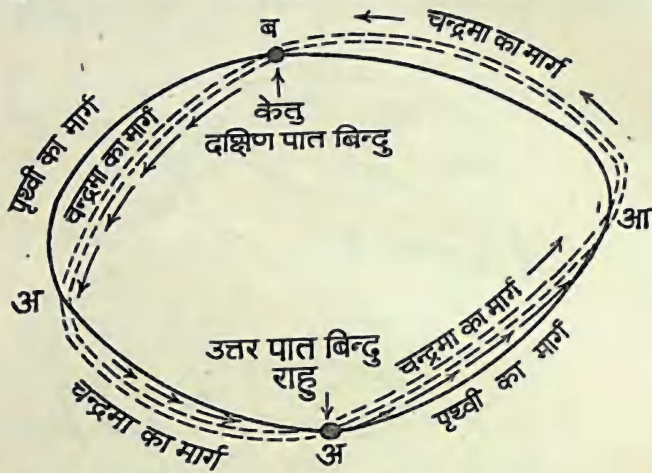 ब
चन्द्रमा का मार्ग
केतु
दक्षिण पात बिन्दु
पृथ्वी का मार्ग
चन्द्रमा का मार्ग
आ
अ
उत्तर पात बिन्दु
राहु
चन्द्रमा का मार्ग
पृथ्वी का मार्ग
चन्द्रमा का मार्ग
अ